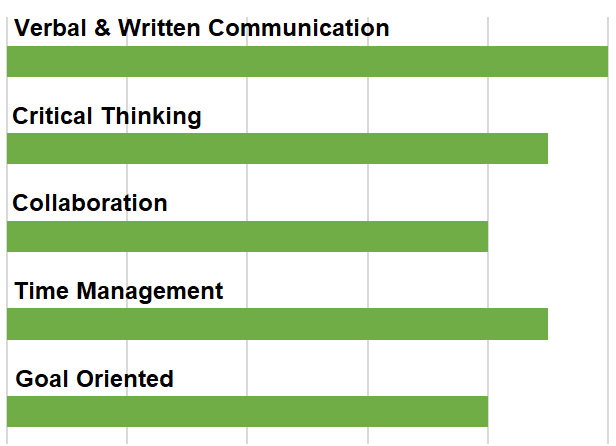 Verbal & Written Communication
Critical Thinking
Collaboration
Time Management
Goal Oriented